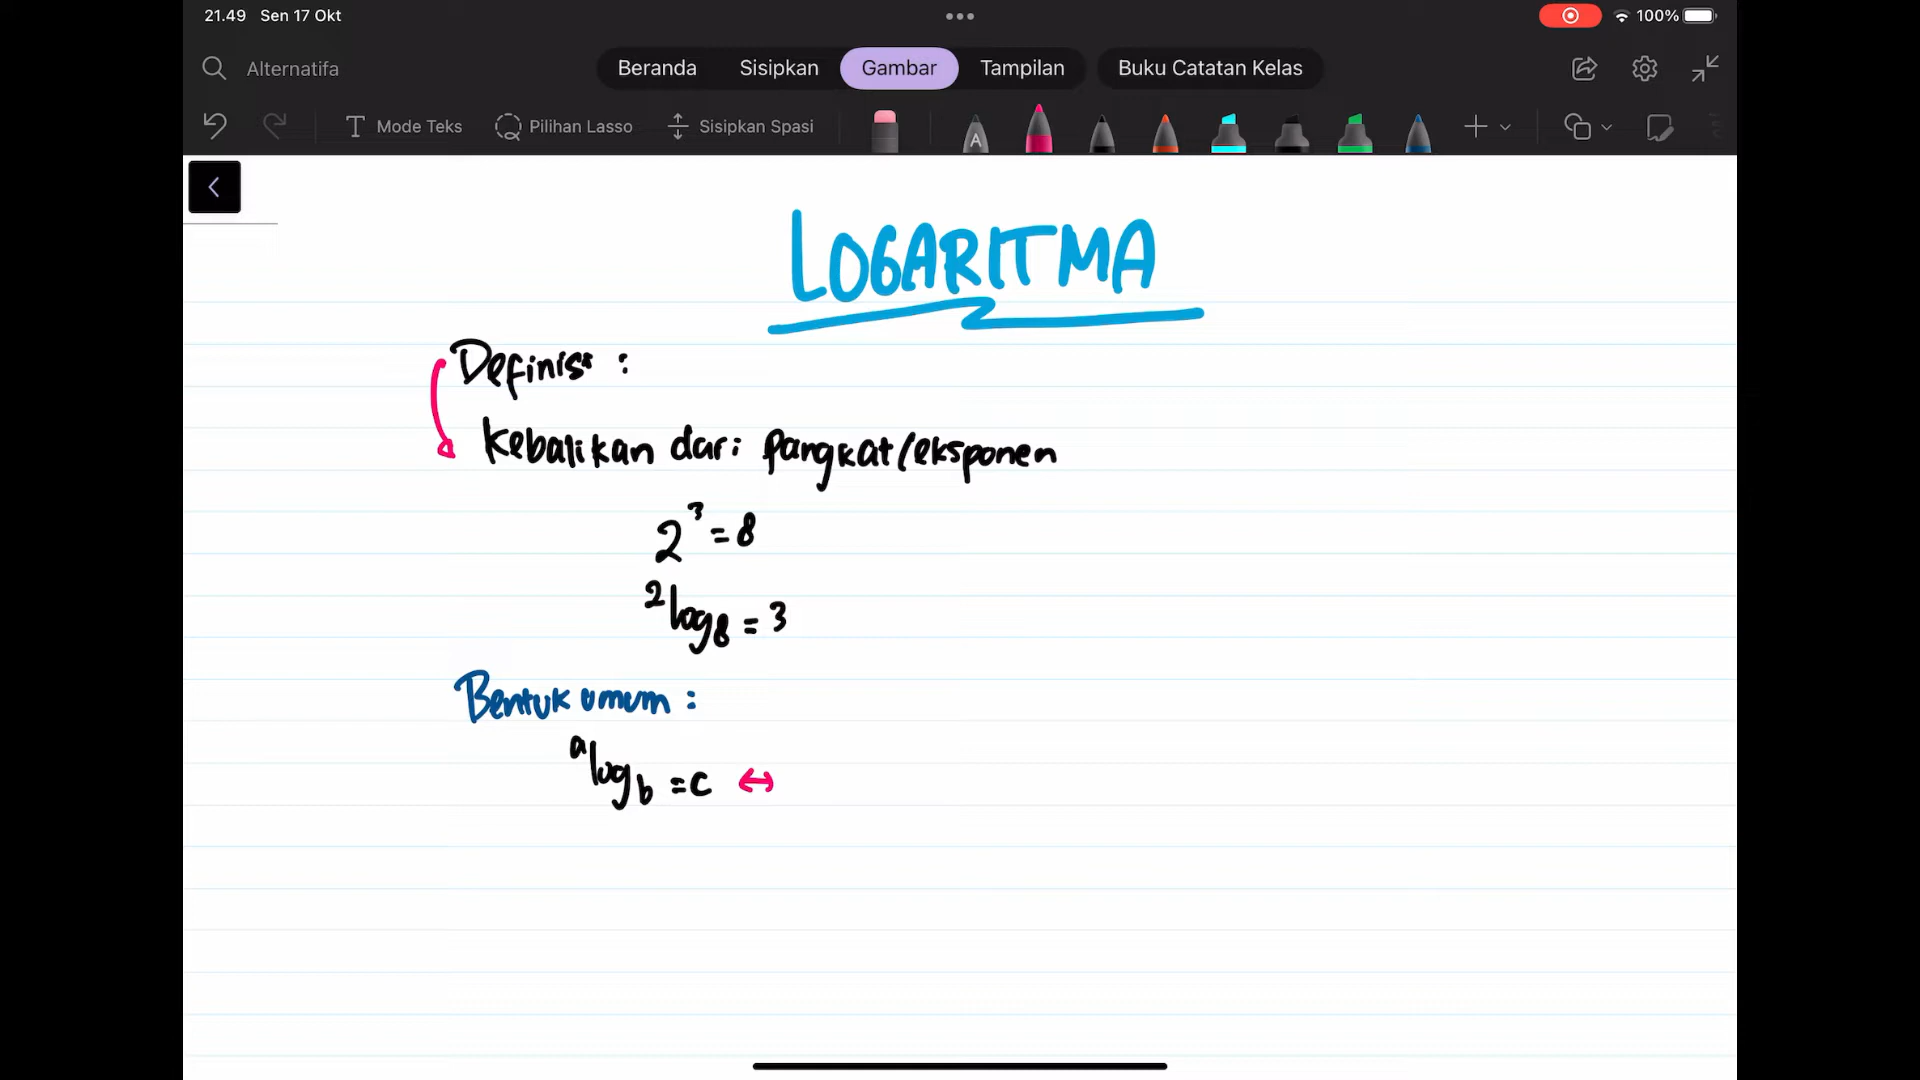 21.49 Sen 17 Okt
100%
Alternatifa
Beranda Sisipkan Gambar Tampilan Buku Catatan Kelas
Mode Teks Pilihan Lasso Sisipkan Spasi
A
LOGARITMA
Definisi :
Kebalikan dari pangkat/eksponen
2³ = 8
²log8 = 3
Bentuk umum :
ᵃlog b = c ↔